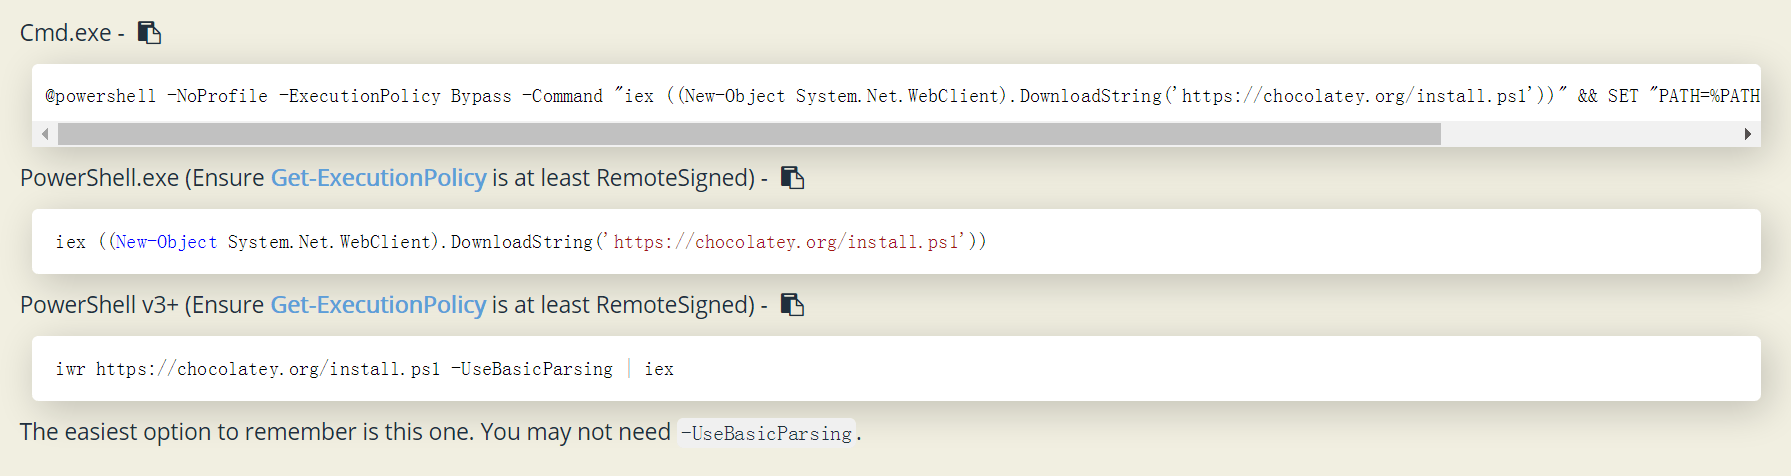 Cmd.exe -
@powershell -NoProfile -ExecutionPolicy Bypass -Command "iex ((New-Object System.Net.WebClient).DownloadString('https://chocolatey.org/install.ps1'))" && SET "PATH=%PATH
PowerShell.exe (Ensure Get-ExecutionPolicy is at least RemoteSigned) -
iex ((New-Object System.Net.WebClient).DownloadString('https://chocolatey.org/install.ps1'))
PowerShell v3+ (Ensure Get-ExecutionPolicy is at least RemoteSigned) -
iwr https://chocolatey.org/install.ps1 -UseBasicParsing | iex
The easiest option to remember is this one. You may not need -UseBasicParsing.